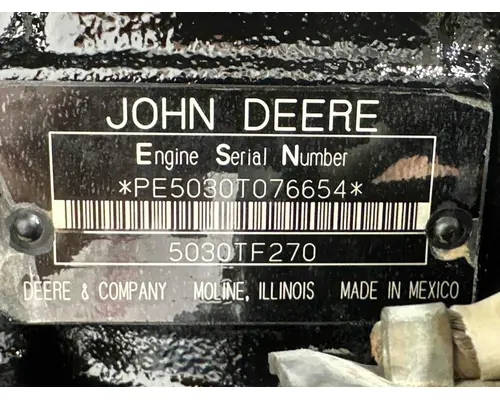 JOHN DEERE
Engine Serial Number
*PE5030T076654*
5030TF270
DEERE & COMPANY MOLINE, ILLINOIS MADE IN MEXICO